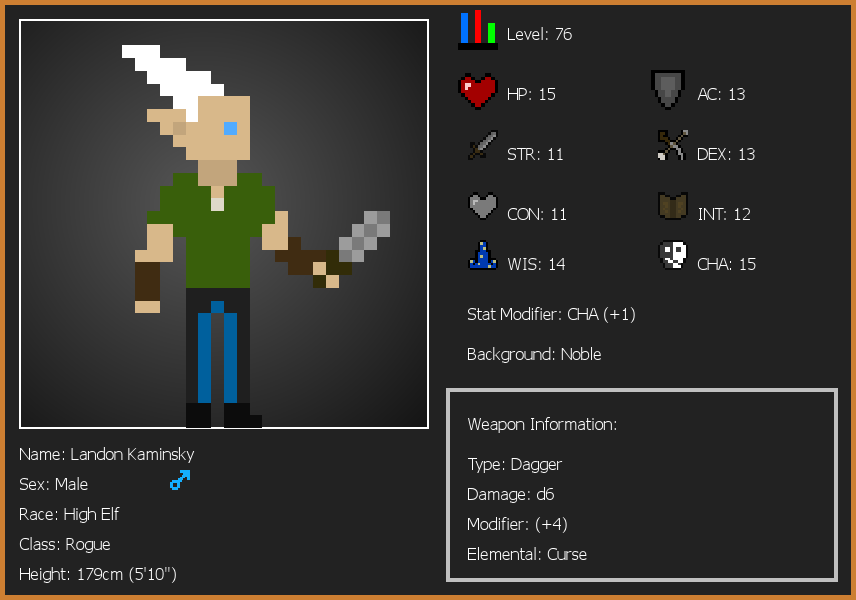 Level: 76
HP: 15
AC: 13
STR: 11
DEX: 13
CON: 11
INT: 12
WIS: 14
CHA: 15
Stat Modifier: CHA (+1)
Background: Noble
Weapon Information:
Type: Dagger
Damage: d6
Modifier: (+4)
Elemental: Curse
Name: Landon Kaminsky
Sex: Male
Race: High Elf
Class: Rogue
Height: 179cm (5'10")